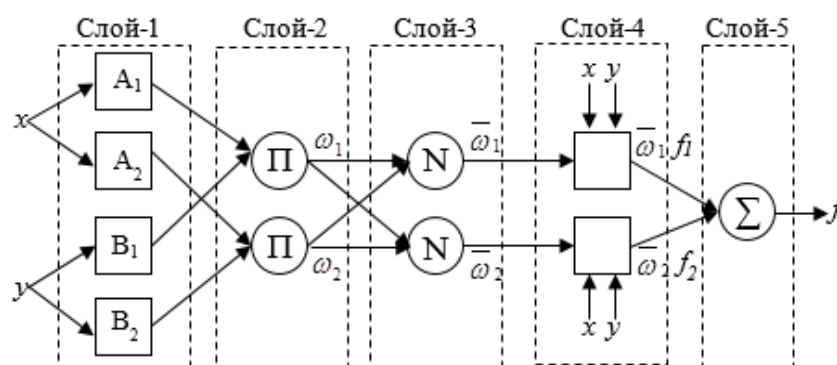 Слой-1 Слой-2 Слой-3 Слой-4 Слой-5
x y
A₁
x
ω₁ ω̅₁ ω̅₁ f₁
Π N
A₂
Σ f
B₁
Π N
y
ω₂ ω̅₂ ω̅₂ f₂
B₂
x y